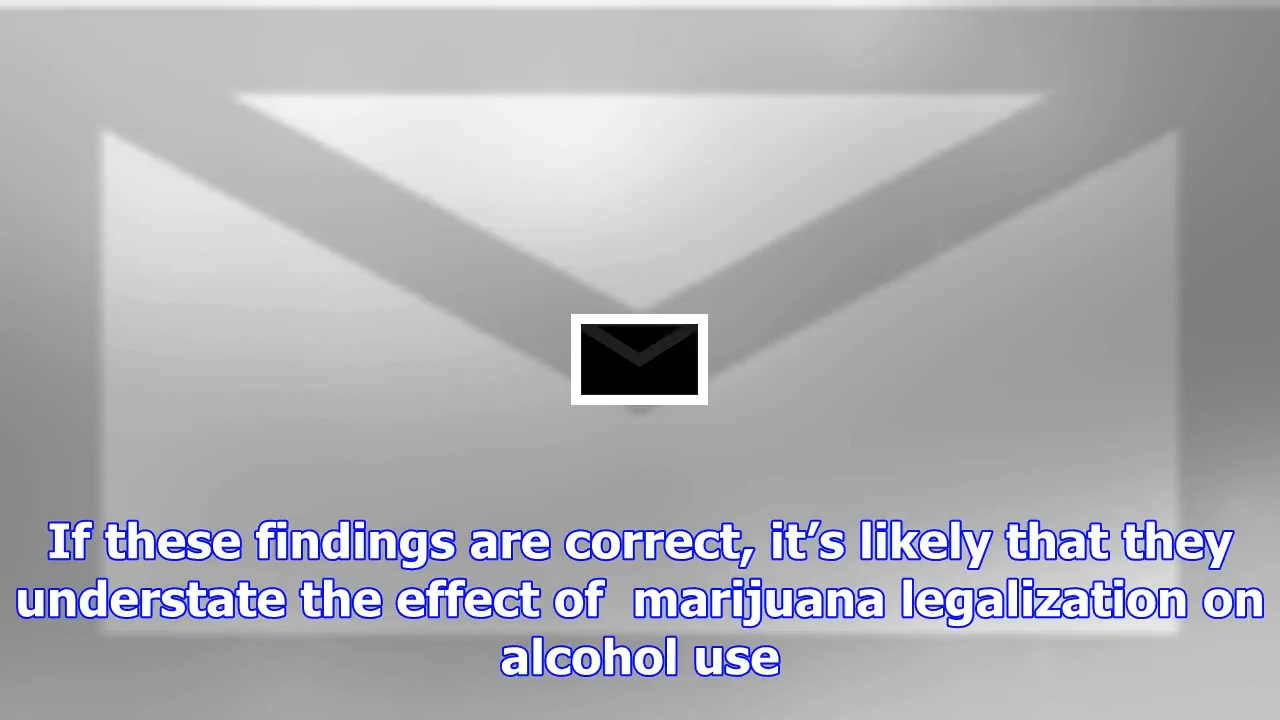 If these findings are correct, it’s likely that they
understate the effect of  marijuana legalization on
alcohol use